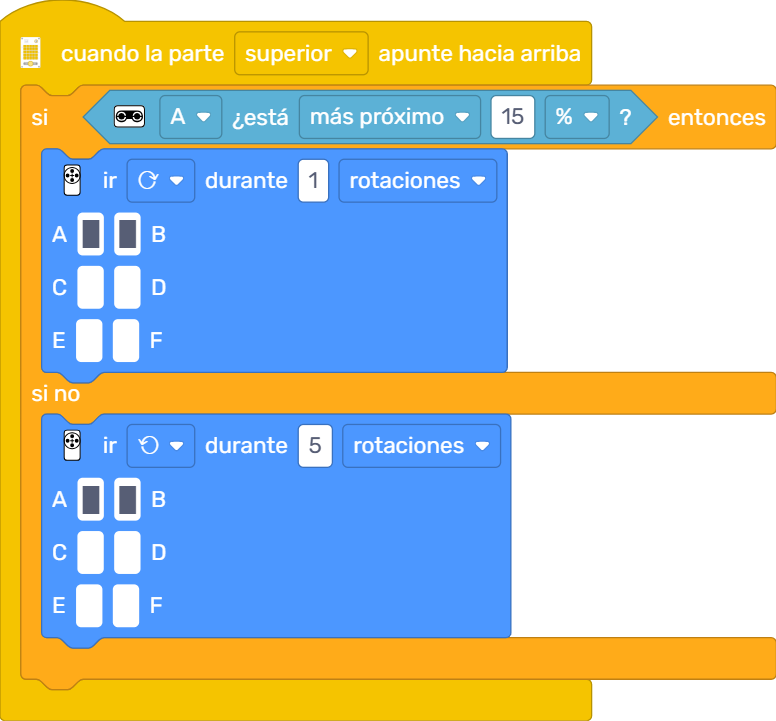 cuando la parte superior apunte hacia arriba
si A ¿está más próximo 15 % ? entonces
ir durante 1 rotaciones
A B
C D
E F
si no
ir durante 5 rotaciones
A B
C D
E F